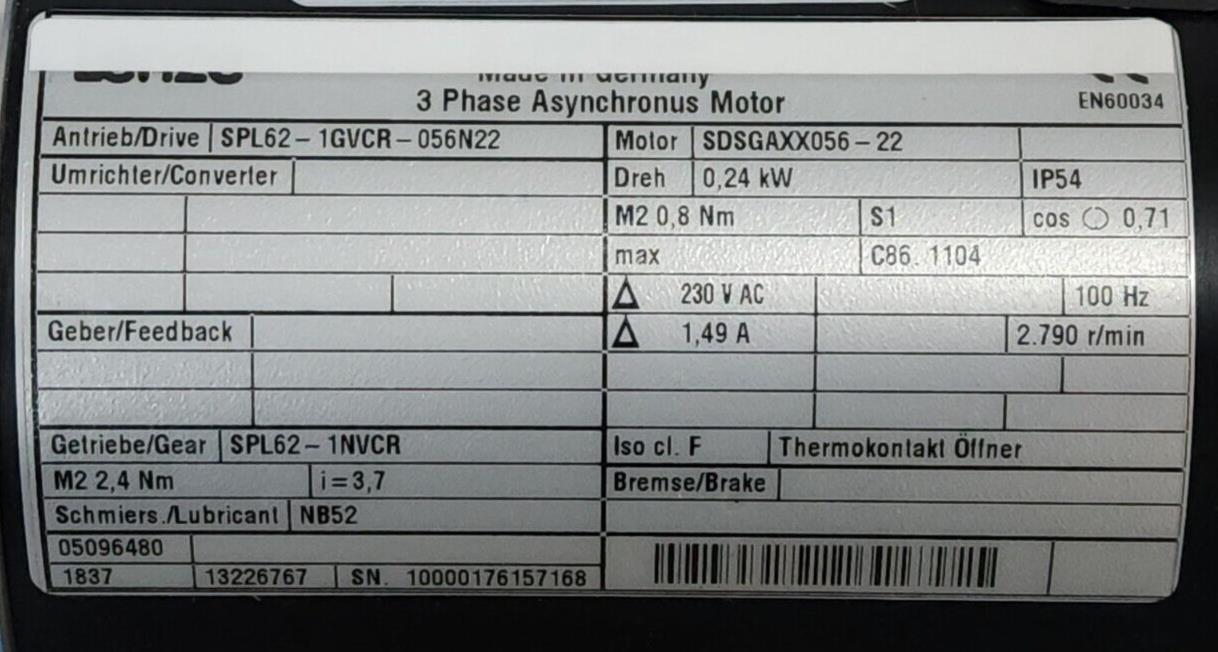 Made in Germany
3 Phase Asynchronus Motor
EN60034
Antrieb/Drive SPL62-1GVCR-056N22
Motor SDSGAXX056-22
Umrichter/Converter
Dreh 0,24 kW IP54
M2 0,8 Nm S1 cos 0,71
max C86. 1104
Δ 230 V AC 100 Hz
Geber/Feedback
Δ 1,49 A 2.790 r/min
Getriebe/Gear SPL62-1NVCR
Iso cl. F Thermokontakt Öffner
M2 2,4 Nm i=3,7
Bremse/Brake
Schmiers./Lubricant NB52
05096480
1837 13226767 SN. 10000176157168